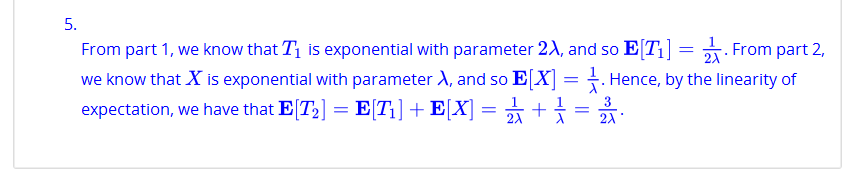 5.
From part 1, we know that T₁ is exponential with parameter 2λ, and so E[T₁] = 1/2λ. From part 2,
we know that X is exponential with parameter λ, and so E[X] = 1/λ. Hence, by the linearity of
expectation, we have that E[T₂] = E[T₁] + E[X] = 1/2λ + 1/λ = 3/2λ.